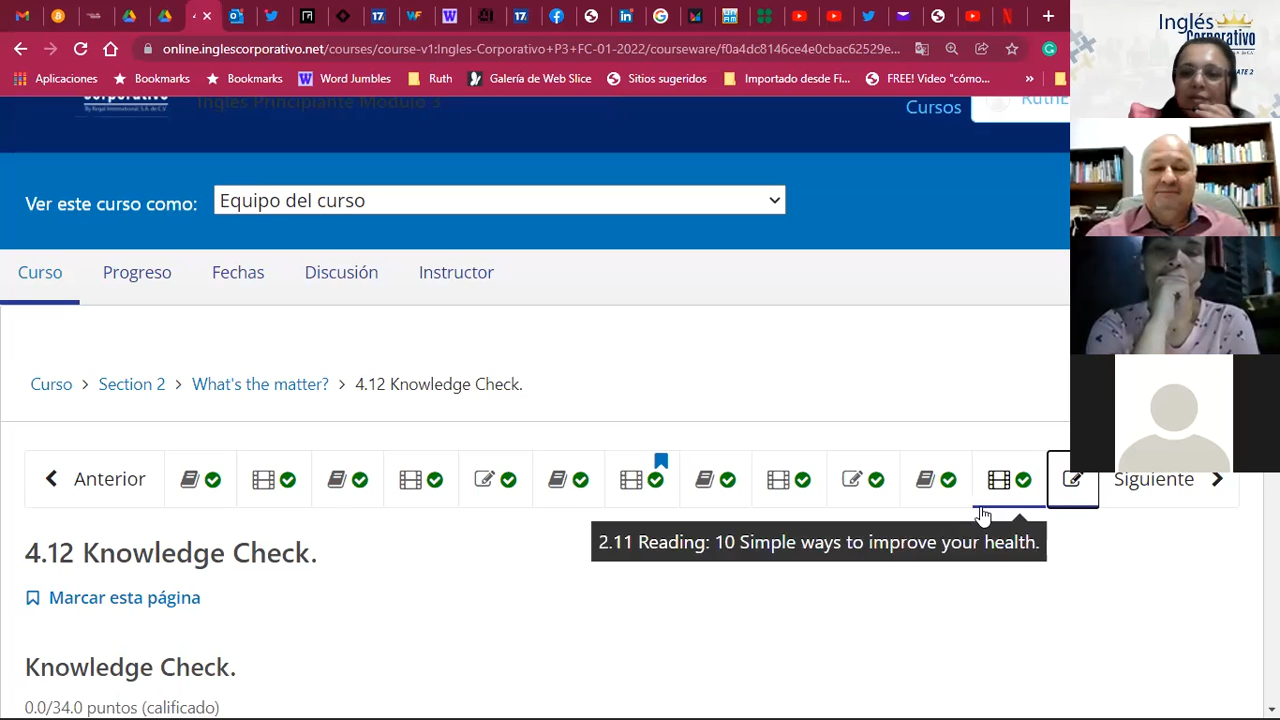 online.inglescorporativo.net/courses/course-v1:Ingles-Corporativo+P3+FC-01-2022/courseware/f0a4dc8146ce4e0cbac62529e...
Aplicaciones Bookmarks Bookmarks Word Jumbles Ruth Galería de Web Slice Sitios sugeridos Importado desde Fi... FREE! Video "cómo... »
Inglés
Corporativo
Inglés Principiante Módulo 3
Cursos
Ver este curso como: Equipo del curso
Curso Progreso Fechas Discusión Instructor
Curso > Section 2 > What's the matter? > 4.12 Knowledge Check.
Anterior Siguiente
2.11 Reading: 10 Simple ways to improve your health.
4.12 Knowledge Check.
Marcar esta página
Knowledge Check.
0.0/34.0 puntos (calificado)